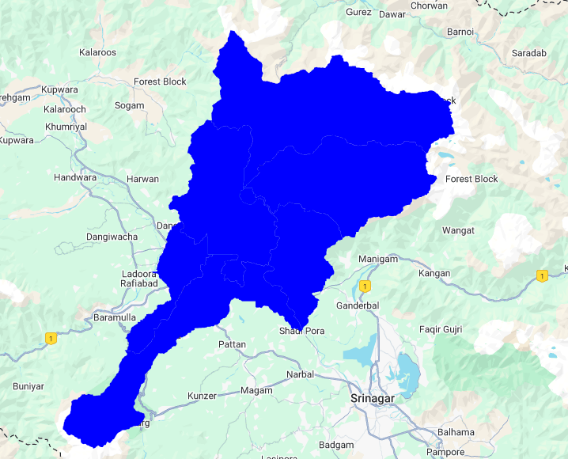 Chorwan
Gurez
Dawar
Barnoi
Kalaroos
Saradab
Forest Block
Kupwara
Sogam
Kalarooch
Khumriyal
Kupwara
Handwara
Harwan
Forest Block
Wangat
Dangiwacha
Manigam
Ladoora
Rafiabad
Kangan
1
1
Ganderbal
Baramulla
Shadi Pora
Faqir Gujri
1
Pattan
Narbal
Buniyar
Kunzer
Magam
Srinagar
Balhama
Badgam
Pampore